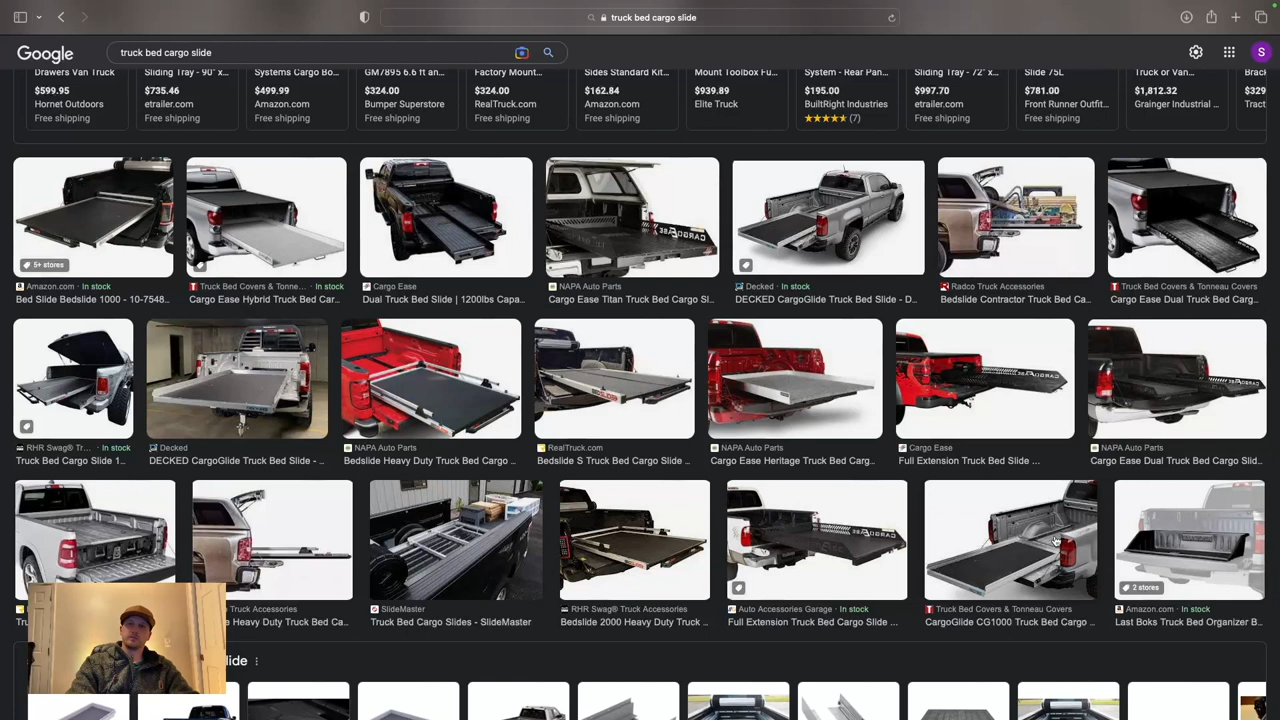 truck bed cargo slide
Google
truck bed cargo slide
S
Drawers Van Truck
$599.95
Hornet Outdoors
Free shipping
Sliding Tray - 90" x...
$735.46
etrailer.com
Free shipping
Systems Cargo Bo...
$499.99
Amazon.com
Free shipping
GM7895 6.6 ft an...
$324.00
Bumper Superstore
Free shipping
Factory Mount...
$324.00
RealTruck.com
Free shipping
Sides Standard Kit...
$162.84
Amazon.com
Free shipping
Mount Toolbox Fu...
$939.89
Elite Truck
System - Rear Pan...
$195.00
BuiltRight Industries
(7)
Sliding Tray - 72" x...
$997.70
etrailer.com
Free shipping
Slide 75L
$781.00
Front Runner Outfit...
Free shipping
Truck or Van...
$1,812.32
Grainger Industrial ...
Free shipping
Brack
$329
Tract
5+ stores
Amazon.com · In stock
Bed Slide Bedslide 1000 - 10-7548...
Truck Bed Covers & Tonne... · In stock
Cargo Ease Hybrid Truck Bed Car...
Cargo Ease
Dual Truck Bed Slide | 1200lbs Capa...
CARGO EASE
NAPA Auto Parts
Cargo Ease Titan Truck Bed Cargo Sl...
Decked · In stock
DECKED CargoGlide Truck Bed Slide - D...
Radco Truck Accessories
Bedslide Contractor Truck Bed Ca...
Truck Bed Covers & Tonneau Covers
Cargo Ease Dual Truck Bed Carg...
RHR Swag® Tr... · In stock
Truck Bed Cargo Slide 1...
Decked
DECKED CargoGlide Truck Bed Slide - ...
NAPA Auto Parts
Bedslide Heavy Duty Truck Bed Cargo ...
RealTruck.com
Bedslide S Truck Bed Cargo Slide ...
NAPA Auto Parts
Cargo Ease Heritage Truck Bed Carg...
CARGO EASE
Cargo Ease
Full Extension Truck Bed Slide ...
CARGO EASE
NAPA Auto Parts
Cargo Ease Dual Truck Bed Cargo Slid...
Tru
Truck Accessories
e Heavy Duty Truck Bed Ca...
SlideMaster
Truck Bed Cargo Slides - SlideMaster
RHR Swag® Truck Accessories
Bedslide 2000 Heavy Duty Truck ...
CARGO EASE
Auto Accessories Garage · In stock
Full Extension Truck Bed Cargo Slide ...
Truck Bed Covers & Tonneau Covers
CargoGlide CG1000 Truck Bed Cargo ...
2 stores
Amazon.com · In stock
Last Boks Truck Bed Organizer B...
lide